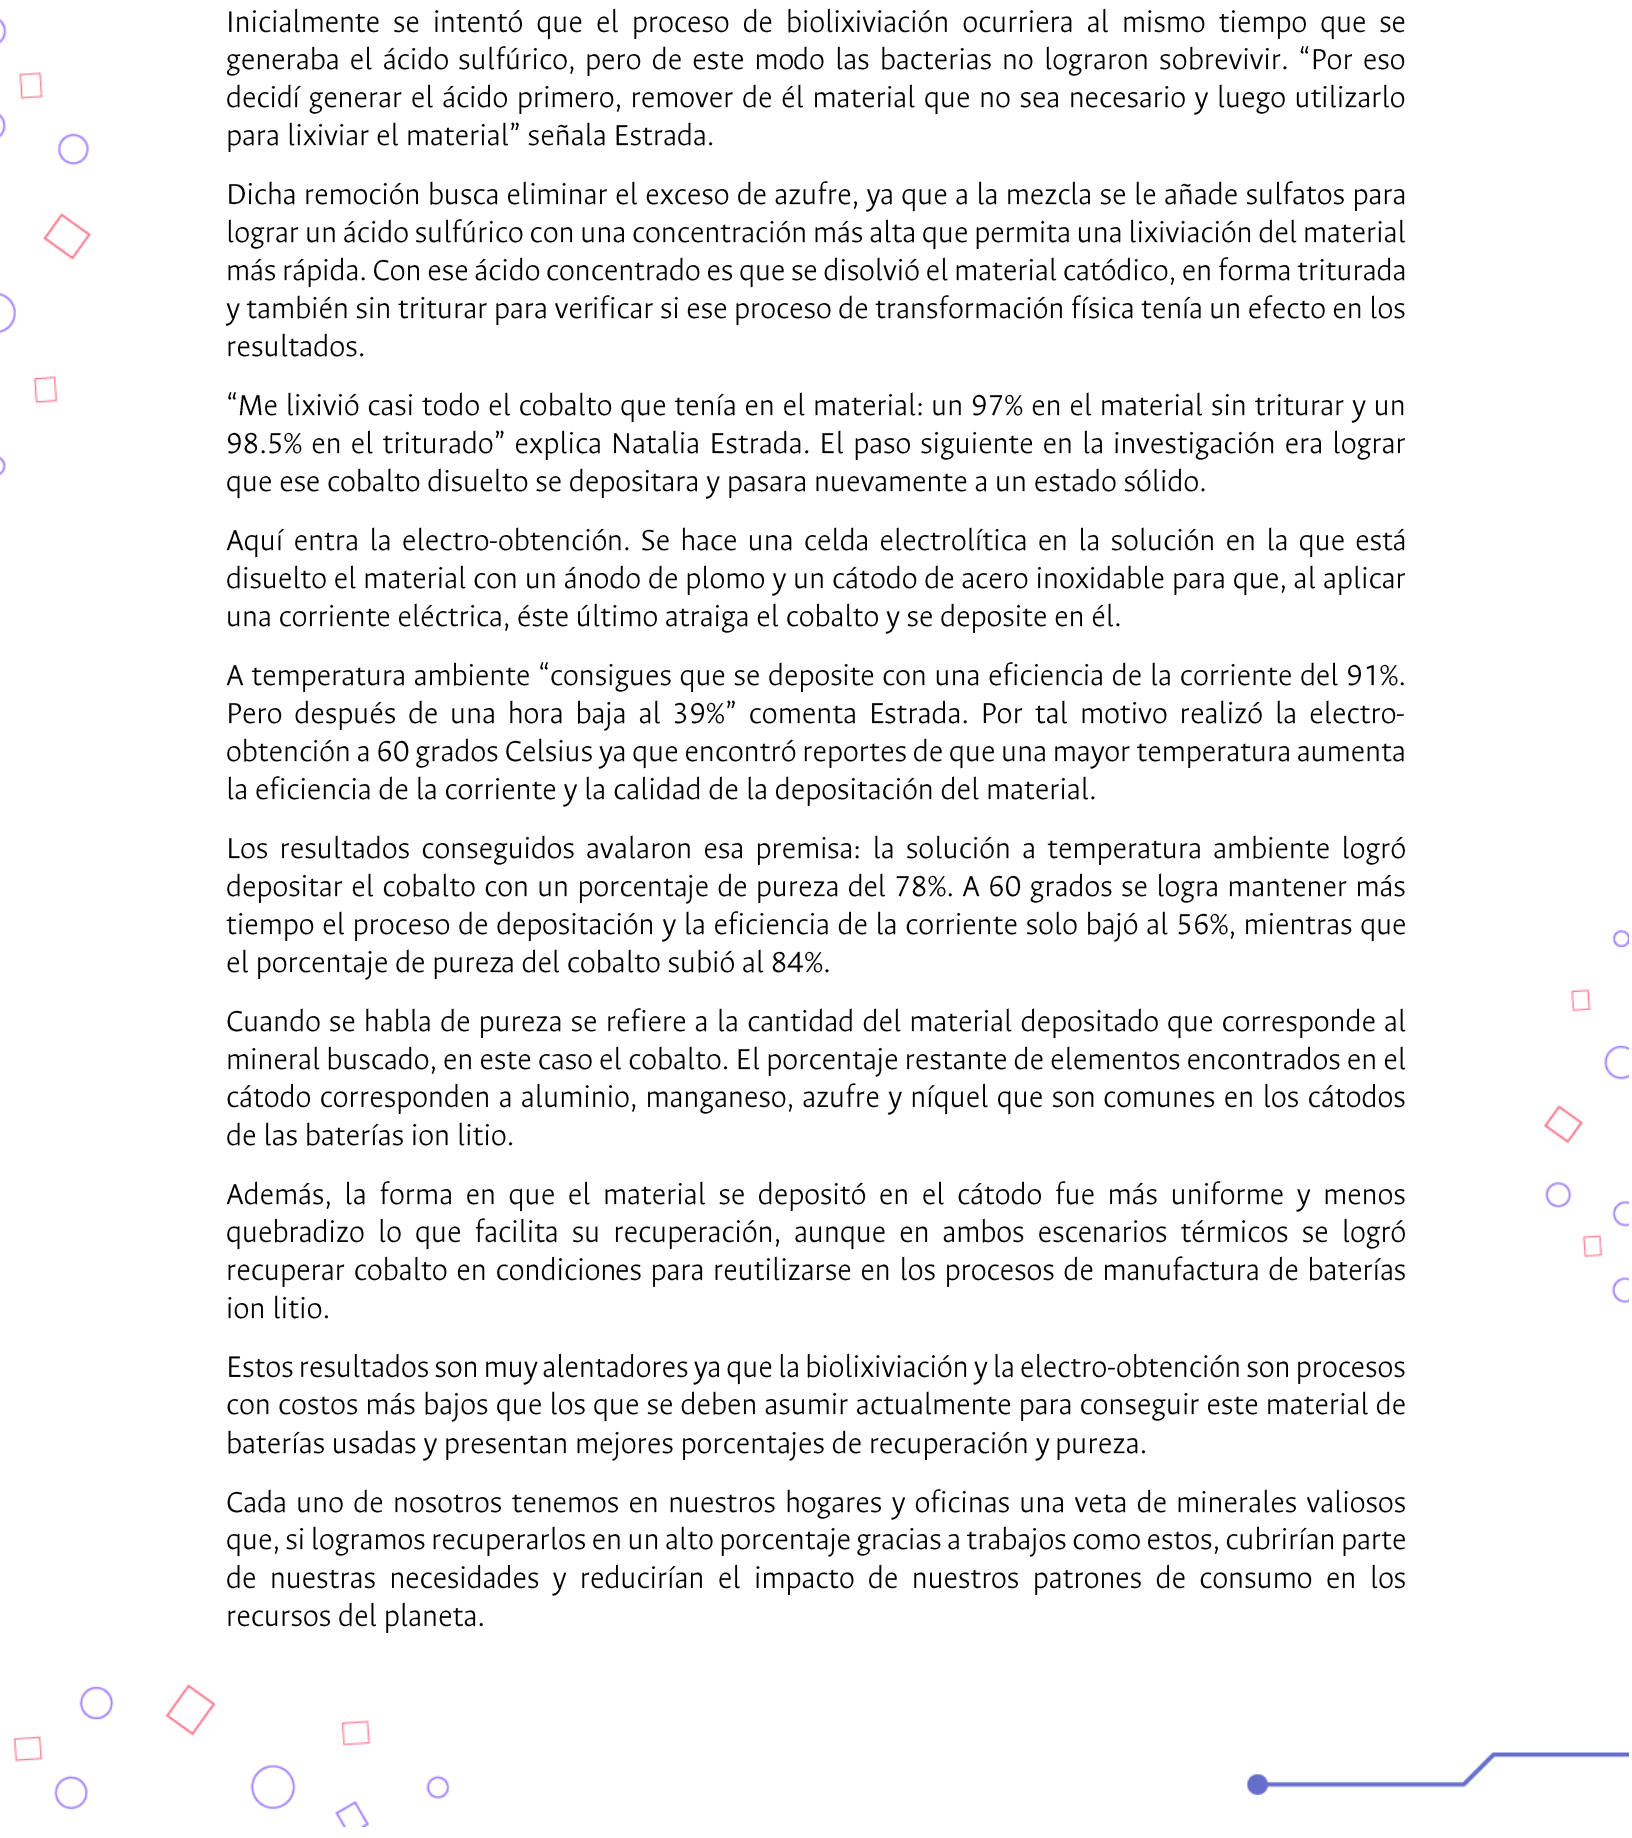 Inicialmente se intentó que el proceso de biolixiviación ocurriera al mismo tiempo que se
generaba el ácido sulfúrico, pero de este modo las bacterias no lograron sobrevivir. “Por eso
decidí generar el ácido primero, remover de él material que no sea necesario y luego utilizarlo
para lixiviar el material” señala Estrada.
Dicha remoción busca eliminar el exceso de azufre, ya que a la mezcla se le añade sulfatos para
lograr un ácido sulfúrico con una concentración más alta que permita una lixiviación del material
más rápida. Con ese ácido concentrado es que se disolvió el material catódico, en forma triturada
y también sin triturar para verificar si ese proceso de transformación física tenía un efecto en los
resultados.
“Me lixivió casi todo el cobalto que tenía en el material: un 97% en el material sin triturar y un
98.5% en el triturado” explica Natalia Estrada. El paso siguiente en la investigación era lograr
que ese cobalto disuelto se depositara y pasara nuevamente a un estado sólido.
Aquí entra la electro-obtención. Se hace una celda electrolítica en la solución en la que está
disuelto el material con un ánodo de plomo y un cátodo de acero inoxidable para que, al aplicar
una corriente eléctrica, éste último atraiga el cobalto y se deposite en él.
A temperatura ambiente “consigues que se deposite con una eficiencia de la corriente del 91%.
Pero después de una hora baja al 39%” comenta Estrada. Por tal motivo realizó la electro-
obtención a 60 grados Celsius ya que encontró reportes de que una mayor temperatura aumenta
la eficiencia de la corriente y la calidad de la depositación del material.
Los resultados conseguidos avalaron esa premisa: la solución a temperatura ambiente logró
depositar el cobalto con un porcentaje de pureza del 78%. A 60 grados se logra mantener más
tiempo el proceso de depositación y la eficiencia de la corriente solo bajó al 56%, mientras que
el porcentaje de pureza del cobalto subió al 84%.
Cuando se habla de pureza se refiere a la cantidad del material depositado que corresponde al
mineral buscado, en este caso el cobalto. El porcentaje restante de elementos encontrados en el
cátodo corresponden a aluminio, manganeso, azufre y níquel que son comunes en los cátodos
de las baterías ion litio.
Además, la forma en que el material se depositó en el cátodo fue más uniforme y menos
quebradizo lo que facilita su recuperación, aunque en ambos escenarios térmicos se logró
recuperar cobalto en condiciones para reutilizarse en los procesos de manufactura de baterías
ion litio.
Estos resultados son muy alentadores ya que la biolixiviación y la electro-obtención son procesos
con costos más bajos que los que se deben asumir actualmente para conseguir este material de
baterías usadas y presentan mejores porcentajes de recuperación y pureza.
Cada uno de nosotros tenemos en nuestros hogares y oficinas una veta de minerales valiosos
que, si logramos recuperarlos en un alto porcentaje gracias a trabajos como estos, cubrirían parte
de nuestras necesidades y reducirían el impacto de nuestros patrones de consumo en los
recursos del planeta.